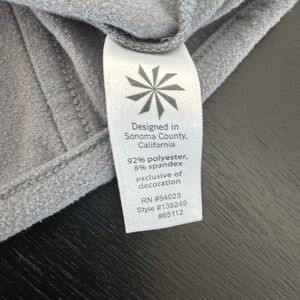 Designed in
Sonoma County,
California
92% polyester,
8% spandex
exclusive of
decoration
RN #54023
Style #138249
#65112